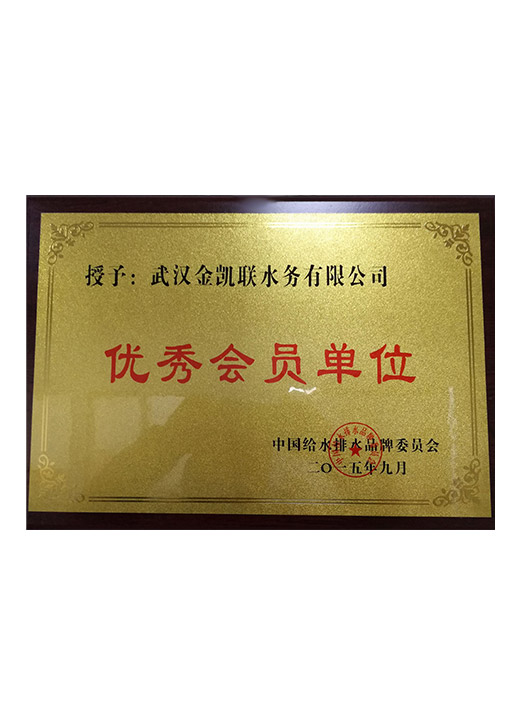 授予：武汉金凯联水务有限公司
优秀会员单位
中国给水排水品牌委员会
二〇一五年九月